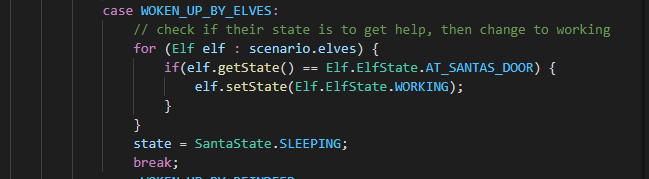 case WOKEN_UP_BY_ELVES:
// check if their state is to get help, then change to working
for (Elf elf : scenario.elves) {
if(elf.getState() == Elf.ElfState.AT_SANTAS_DOOR) {
elf.setState(Elf.ElfState.WORKING);
}
}
state = SantaState.SLEEPING;
break;